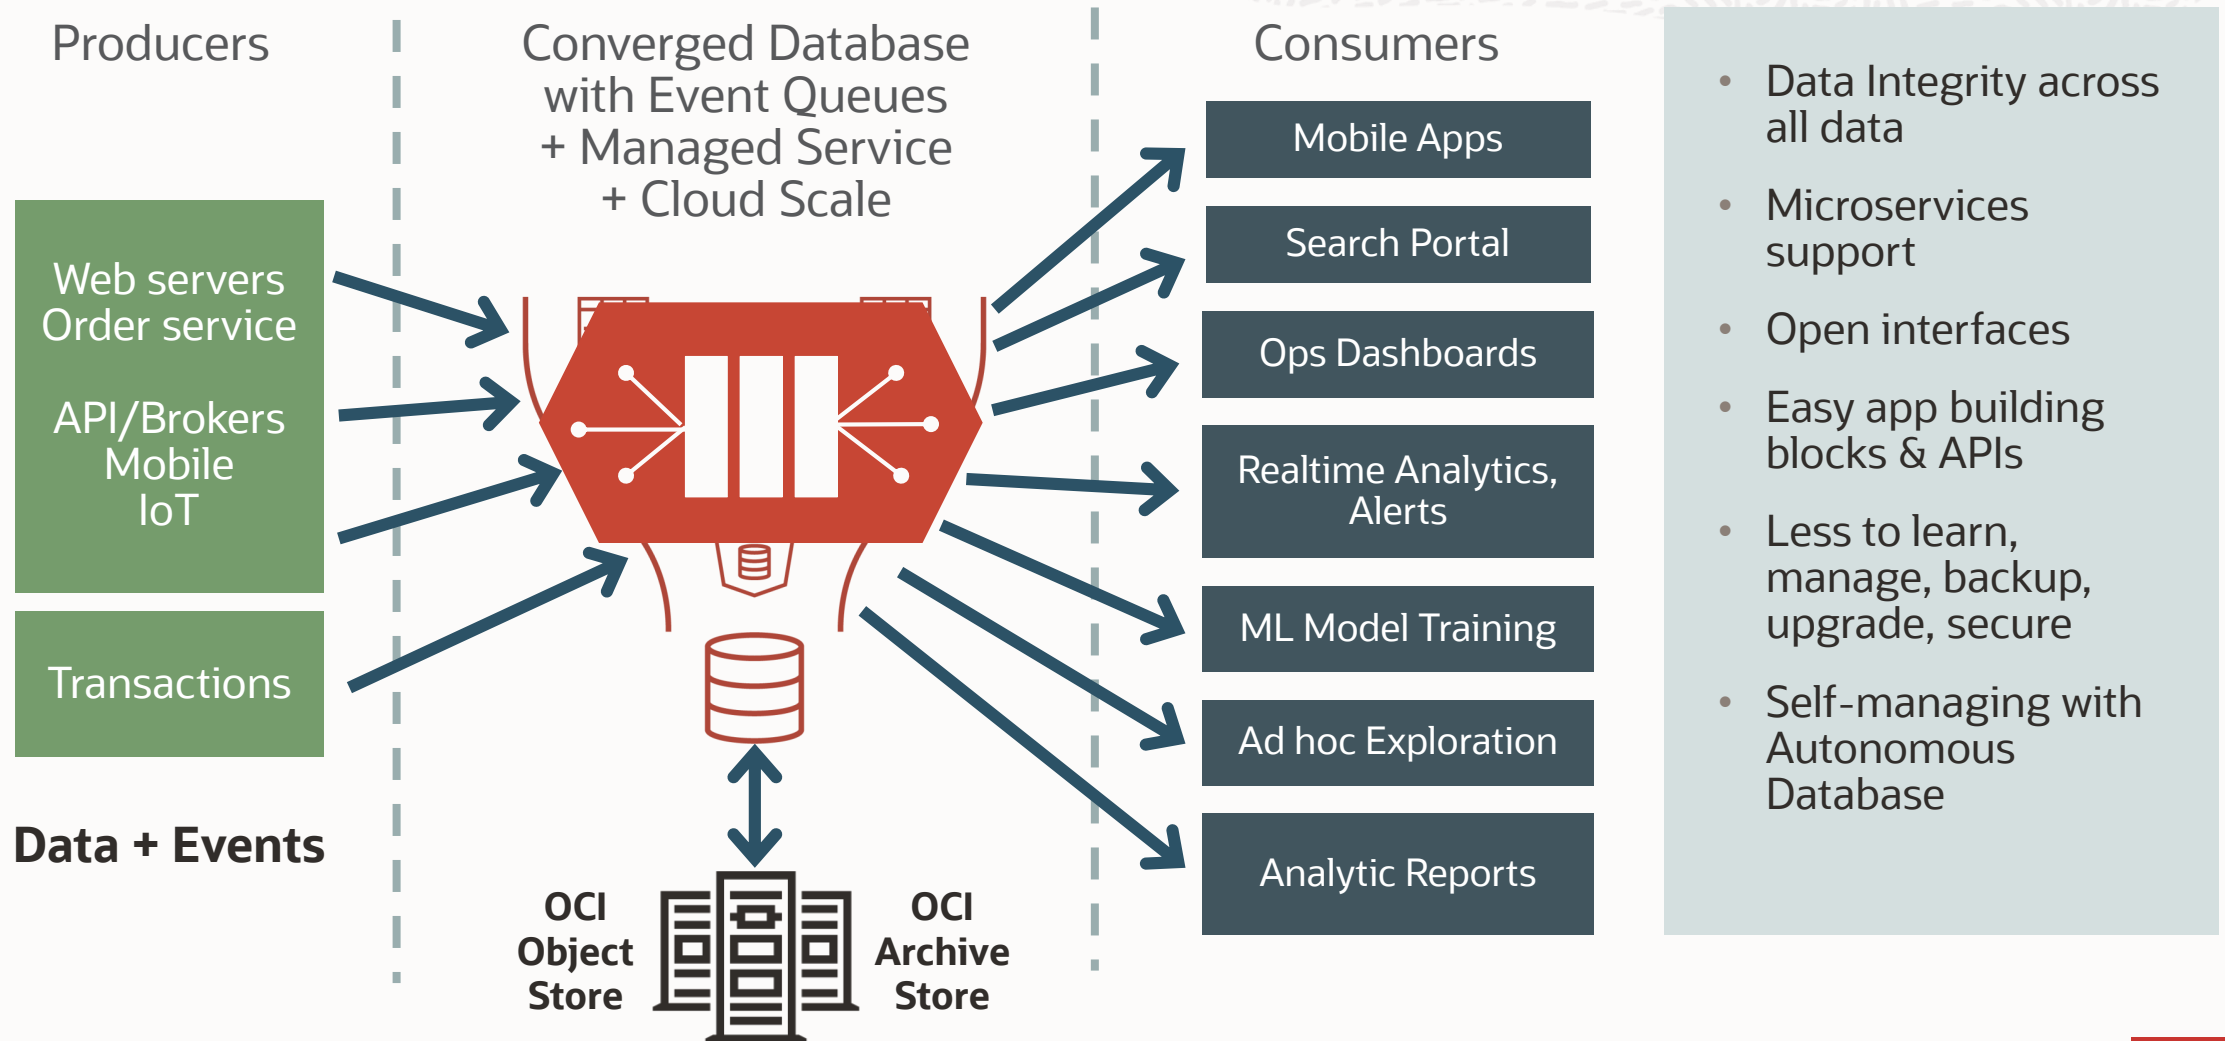 Producers
Web servers
Order service
API/Brokers
Mobile
IoT
Transactions
Data + Events
Converged Database
with Event Queues
+ Managed Service
+ Cloud Scale
OCI
Object
Store
OCI
Archive
Store
Consumers
Mobile Apps
Search Portal
Ops Dashboards
Realtime Analytics,
Alerts
ML Model Training
Ad hoc Exploration
Analytic Reports
• Data Integrity across
all data
• Microservices
support
• Open interfaces
• Easy app building
blocks & APIs
• Less to learn,
manage, backup,
upgrade, secure
• Self-managing with
Autonomous
Database